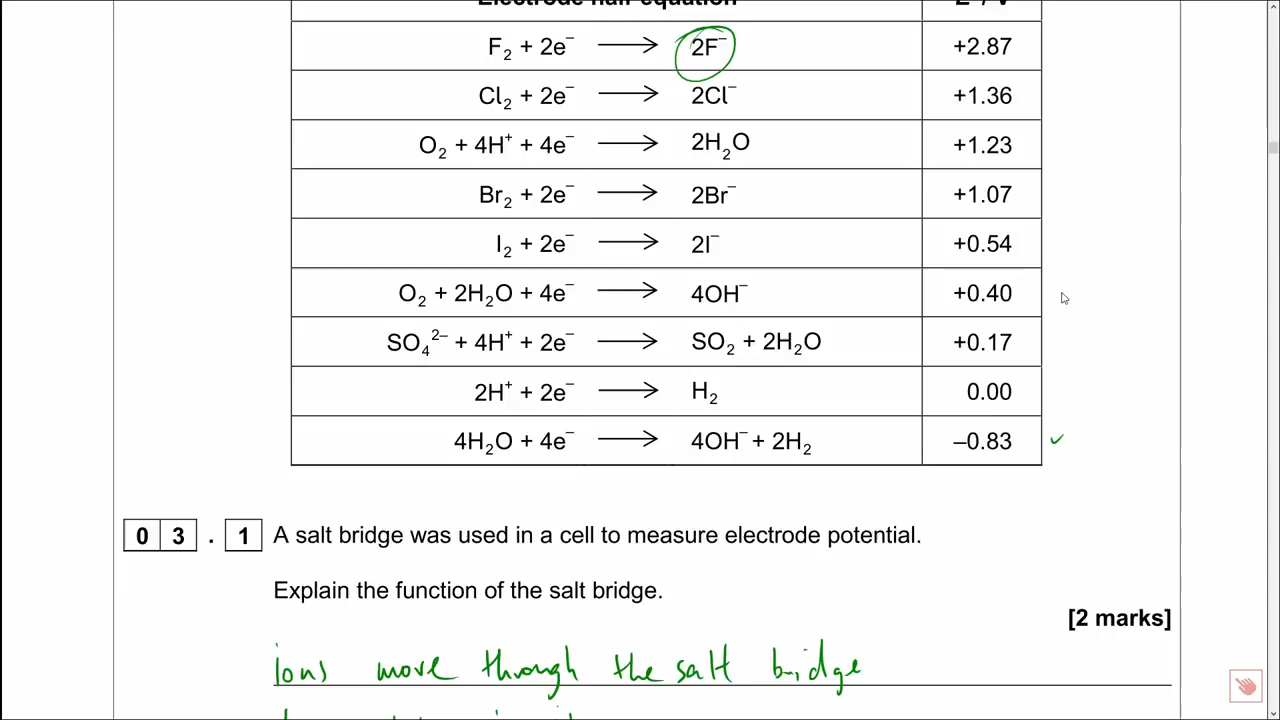 Electrode half-equation E⦵ / V
F₂ + 2e⁻ ⟶ 2F⁻ +2.87
Cl₂ + 2e⁻ ⟶ 2Cl⁻ +1.36
O₂ + 4H⁺ + 4e⁻ ⟶ 2H₂O +1.23
Br₂ + 2e⁻ ⟶ 2Br⁻ +1.07
I₂ + 2e⁻ ⟶ 2I⁻ +0.54
O₂ + 2H₂O + 4e⁻ ⟶ 4OH⁻ +0.40
SO₄²⁻ + 4H⁺ + 2e⁻ ⟶ SO₂ + 2H₂O +0.17
2H⁺ + 2e⁻ ⟶ H₂ 0.00
4H₂O + 4e⁻ ⟶ 4OH⁻ + 2H₂ –0.83 ✓
0 3 . 1 A salt bridge was used in a cell to measure electrode potential.
Explain the function of the salt bridge.
[2 marks]
ions move through the salt bridge